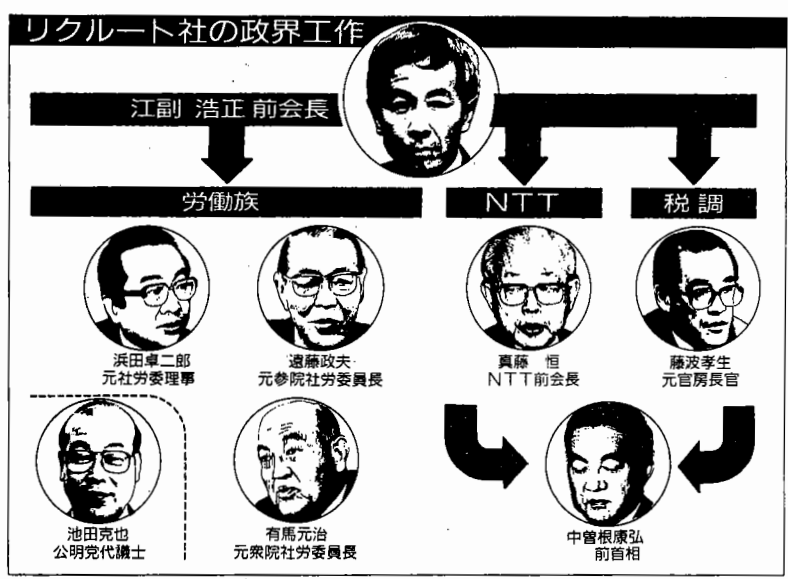 リクルート社の政界工作
江副 浩正 前会長
労働族
NTT
税調
浜田卓二郎
元社労委理事
遠藤政夫
元参院社労委員長
真藤 恒
NTT前会長
藤波孝生
元官房長官
池田克也
公明党代議士
有馬元治
元衆院社労委員長
中曽根康弘
前首相